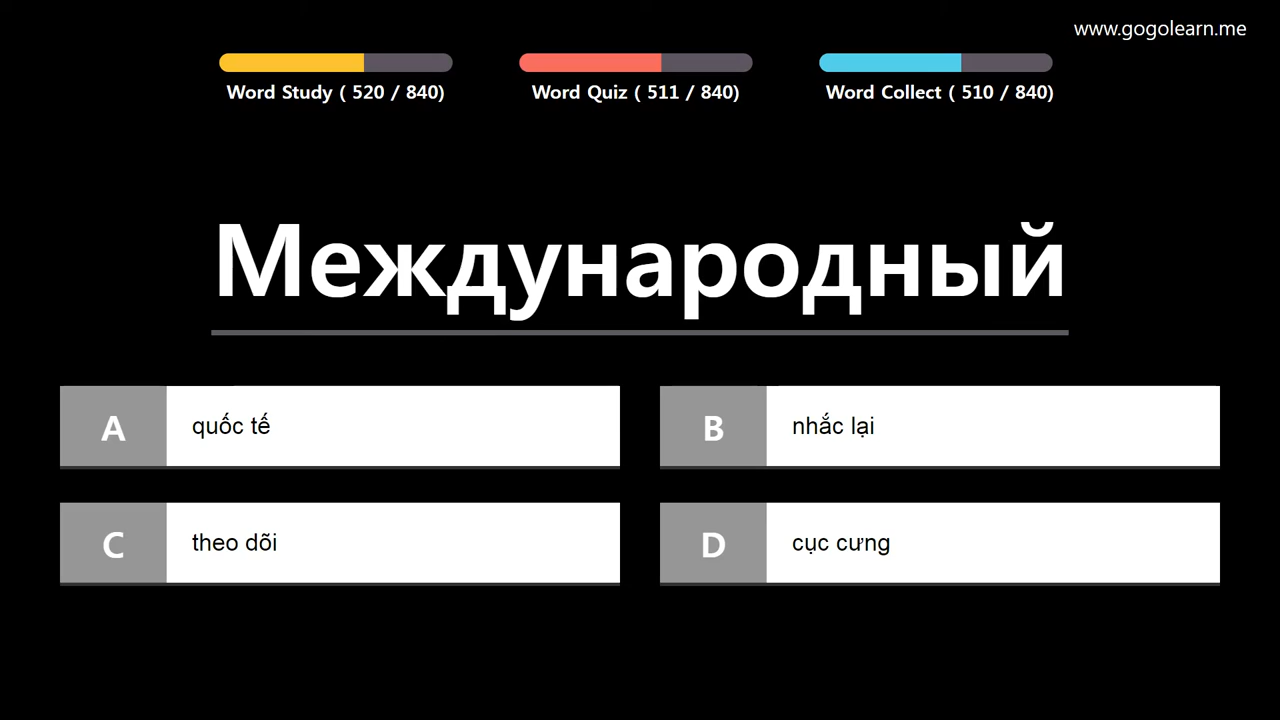 www.gogolearn.me
Word Study ( 520 / 840)
Word Quiz ( 511 / 840)
Word Collect ( 510 / 840)
Международный
A quốc tế
B nhắc lại
C theo dõi
D cục cưng